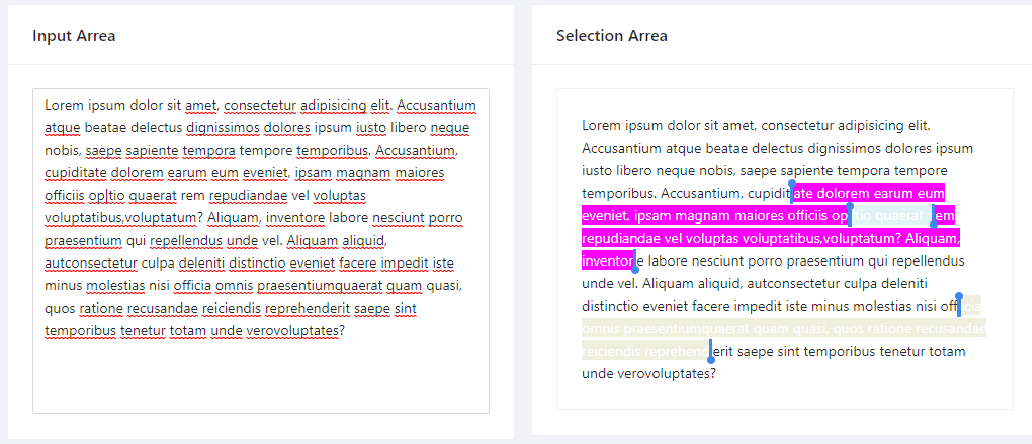 Input Arrea
Lorem ipsum dolor sit amet, consectetur adipisicing elit. Accusantium
atque beatae delectus dignissimos dolores ipsum iusto libero neque
nobis, saepe sapiente tempora tempore temporibus. Accusantium,
cupiditate dolorem earum eum eveniet, ipsam magnam maiores
officiis optio quaerat rem repudiandae vel voluptas
voluptatibus,voluptatum? Aliquam, inventore labore nesciunt porro
praesentium qui repellendus unde vel. Aliquam aliquid,
autconsectetur culpa deleniti distinctio eveniet facere impedit iste
minus molestias nisi officia omnis praesentiumquaerat quam quasi,
quos ratione recusandae reiciendis reprehenderit saepe sint
temporibus tenetur totam unde verovoluptates?
Selection Arrea
Lorem ipsum dolor sit amet, consectetur adipisicing elit.
Accusantium atque beatae delectus dignissimos dolores ipsum
iusto libero neque nobis, saepe sapiente tempora tempore
temporibus. Accusantium, cupiditate dolorem earum eum
eveniet, ipsam magnam maiores officiis optio quaerat rem
repudiandae vel voluptas voluptatibus,voluptatum? Aliquam,
inventore labore nesciunt porro praesentium qui repellendus
unde vel. Aliquam aliquid, autconsectetur culpa deleniti
distinctio eveniet facere impedit iste minus molestias nisi officia
omnis praesentiumquaerat quam quasi, quos ratione recusandae
reiciendis reprehenderit saepe sint temporibus tenetur totam
unde verovoluptates?